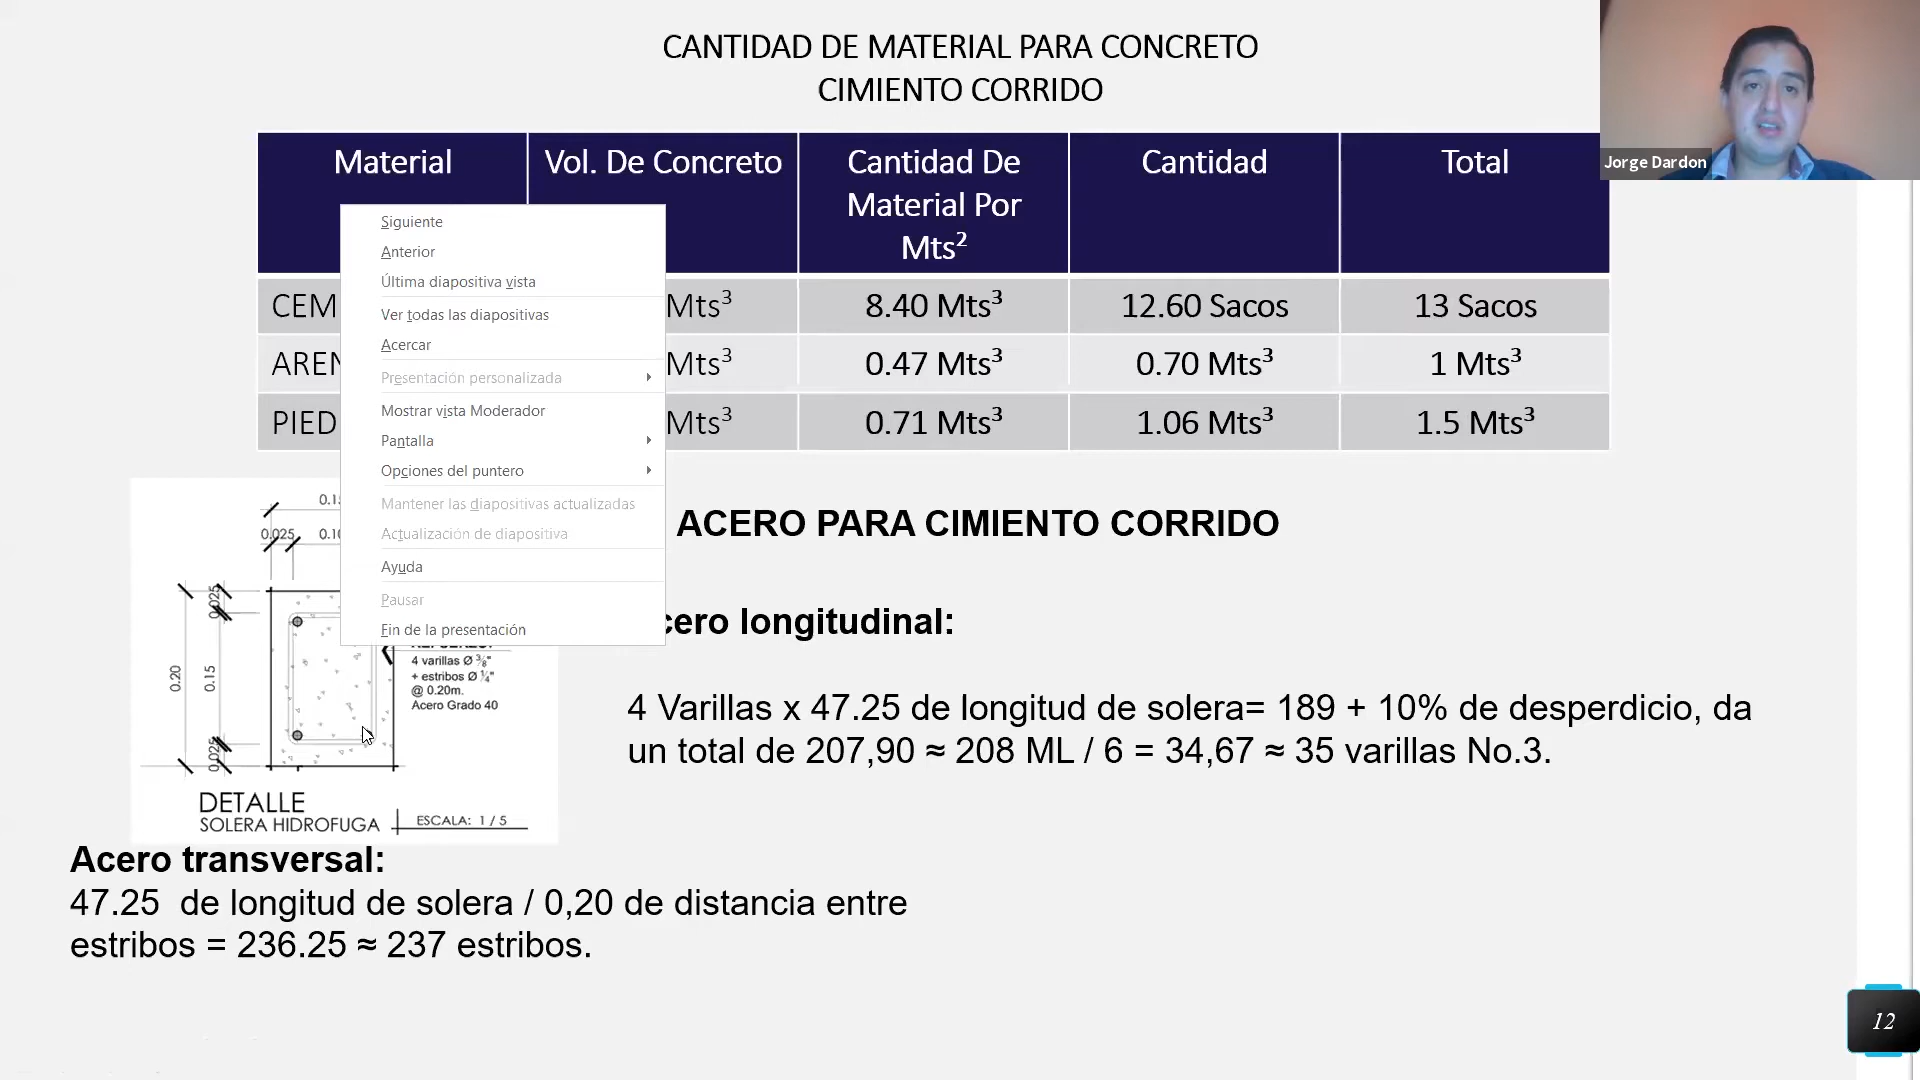 CANTIDAD DE MATERIAL PARA CONCRETO
CIMIENTO CORRIDO
Jorge Dardon
Material
Vol. De Concreto
Cantidad De
Material Por
Mts²
Cantidad
Total
CEM
Mts³
8.40 Mts³
12.60 Sacos
13 Sacos
AREN
Mts³
0.47 Mts³
0.70 Mts³
1 Mts³
PIED
Mts³
0.71 Mts³
1.06 Mts³
1.5 Mts³
Siguiente
Anterior
Última diapositiva vista
Ver todas las diapositivas
Acercar
Presentación personalizada
Mostrar vista Moderador
Pantalla
Opciones del puntero
Mantener las diapositivas actualizadas
Actualización de diapositiva
Ayuda
Pausar
Fin de la presentación
0.025
0.025
0.20
0.15
0.025
4 varillas Ø 3/8"
+ estribos Ø 1/4"
@ 0.20m.
Acero Grado 40
DETALLE
SOLERA HIDROFUGA
ESCALA: 1 / 5
ACERO PARA CIMIENTO CORRIDO
cero longitudinal:
4 Varillas x 47.25 de longitud de solera= 189 + 10% de desperdicio, da
un total de 207,90 ≈ 208 ML / 6 = 34,67 ≈ 35 varillas No.3.
Acero transversal:
47.25 de longitud de solera / 0,20 de distancia entre
estribos = 236.25 ≈ 237 estribos.
12